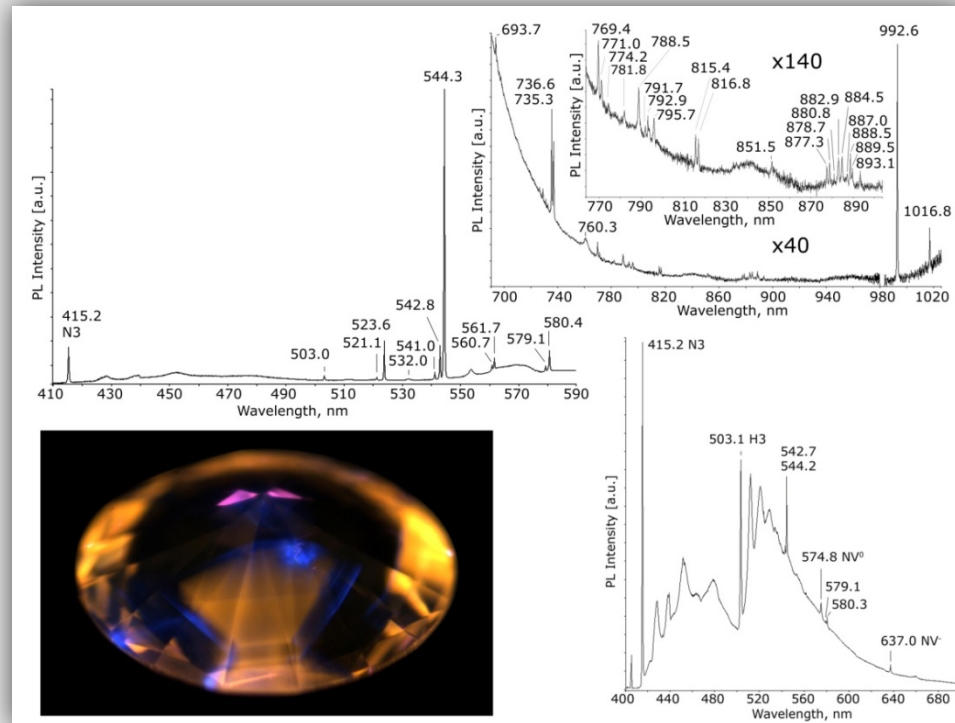 544.3
415.2
N3
503.0
523.6
521.1
532.0
541.0
542.8
560.7
561.7
579.1
580.4
PL Intensity [a.u.]
410 430 450 470 490 510 530 550 570 590
Wavelength, nm
693.7
736.6
735.3
760.3
x40
992.6
1016.8
PL Intensity [a.u.]
700 740 780 820 860 900 940 980 1020
Wavelength, nm
769.4
771.0
774.2
781.8
788.5
791.7
792.9
795.7
815.4
816.8
x140
851.5
882.9
880.8
878.7
877.3
884.5
887.0
888.5
889.5
893.1
PL Intensity [a.u.]
770 790 810 830 850 870 890
Wavelength, nm
415.2 N3
503.1 H3
542.7
544.2
574.8 NV⁰
579.1
580.3
637.0 NV⁻
PL Intensity [a.u.]
400 440 480 520 560 600 640 680
Wavelength, nm